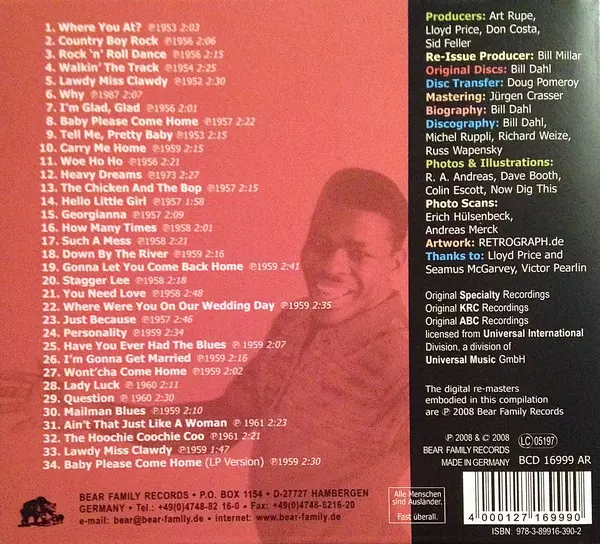 1. Where You At? ℗1953 2:03
2. Country Boy Rock ℗1956 2:06
3. Rock 'n' Roll Dance ℗1956 2:15
4. Walkin' The Track ℗1954 2:25
5. Lawdy Miss Clawdy ℗1952 2:30
6. Why ℗1987 2:07
7. I'm Glad, Glad ℗1956 2:01
8. Baby Please Come Home ℗1957 2:22
9. Tell Me, Pretty Baby ℗1953 2:15
10. Carry Me Home ℗1959 2:15
11. Woe Ho Ho ℗1956 2:21
12. Heavy Dreams ℗1973 2:27
13. The Chicken And The Bop ℗1957 2:15
14. Hello Little Girl ℗1957 1:58
15. Georgianna ℗1957 2:09
16. How Many Times ℗1958 2:01
17. Such A Mess ℗1958 2:21
18. Down By The River ℗1959 2:16
19. Gonna Let You Come Back Home ℗1959 2:41
20. Stagger Lee ℗1958 2:18
21. You Need Love ℗1958 2:48
22. Where Were You On Our Wedding Day ℗1959 2:35
23. Just Because ℗1957 2:46
24. Personality ℗1959 2:34
25. Have You Ever Had The Blues ℗1959 2:07
26. I'm Gonna Get Married ℗1959 2:16
27. Wont'cha Come Home ℗1959 2:02
28. Lady Luck ℗1960 2:11
29. Question ℗1960 2:30
30. Mailman Blues ℗1959 2:10
31. Ain't That Just Like A Woman ℗1961 2:23
32. The Hoochie Coochie Coo ℗1961 2:21
33. Lawdy Miss Clawdy ℗1959 1:47
34. Baby Please Come Home (LP Version) ℗1959 2:30
BEAR FAMILY RECORDS • P.O. BOX 1154 • D-27727 HAMBERGEN
GERMANY • Tel.: +49(0)4748-82 16-0 • Fax: +49(0)4748-8216-20
e-mail: bear@bear-family.de • internet: www.bear-family.de
Producers: Art Rupe,
Lloyd Price, Don Costa,
Sid Feller
Re-Issue Producer: Bill Millar
Original Discs: Bill Dahl
Disc Transfer: Doug Pomeroy
Mastering: Jürgen Crasser
Biography: Bill Dahl
Discography: Bill Dahl,
Michel Ruppli, Richard Weize,
Russ Wapensky
Photos & Illustrations:
R. A. Andreas, Dave Booth,
Colin Escott, Now Dig This
Photo Scans:
Erich Hülsenbeck,
Andreas Merck
Artwork: RETROGRAPH.de
Thanks to: Lloyd Price and
Seamus McGarvey, Victor Pearlin
Original Specialty Recordings
Original KRC Recordings
Original ABC Recordings
licensed from Universal International
Division, a division of
Universal Music GmbH
The digital re-masters
embodied in this compilation
are ℗ 2008 Bear Family Records
℗ 2008 & © 2008
BEAR FAMILY RECORDS
MADE IN GERMANY
LC 05197
BCD 16999 AR
Alle Menschen
sind Ausländer.
Fast überall.
4 000127 169990
ISBN: 978-3-89916-390-2